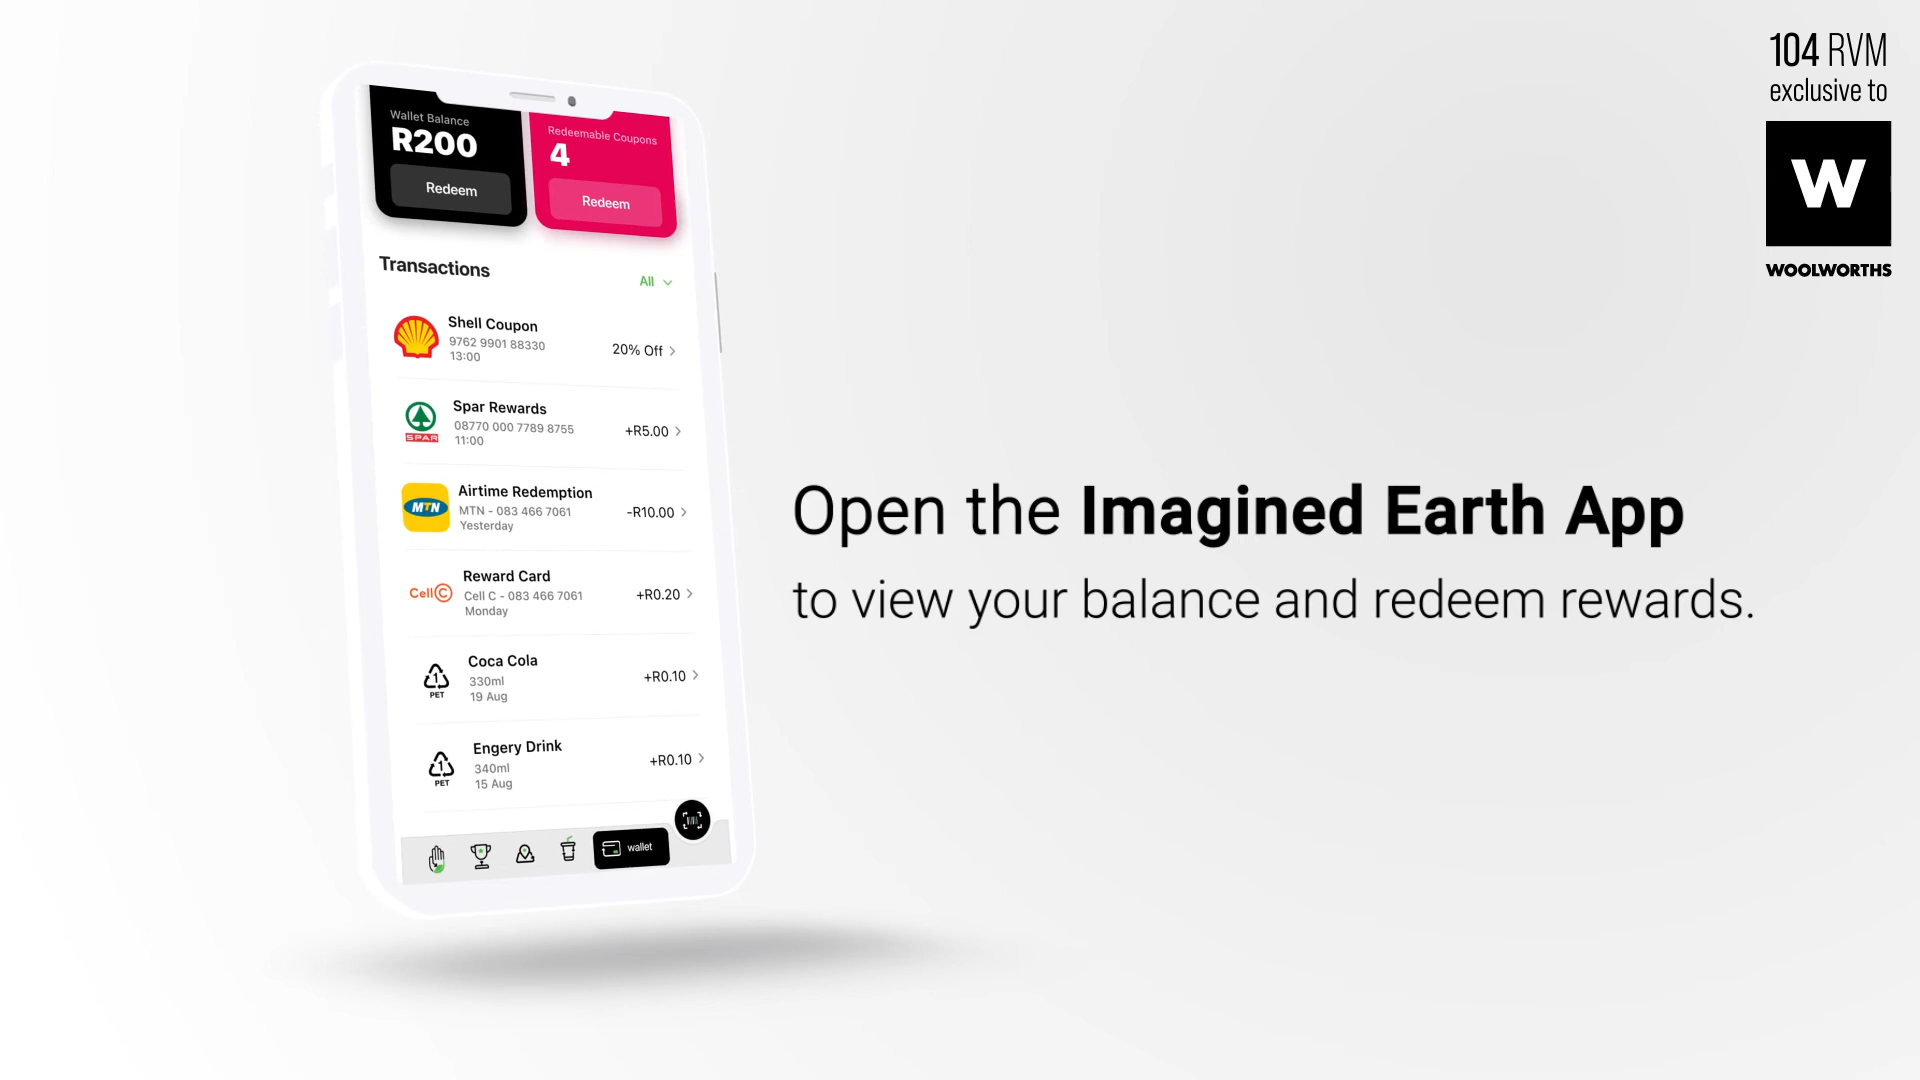 104 RVM
exclusive to
W
WOOLWORTHS
Wallet Balance
R200
Redeem
Redeemable Coupons
4
Redeem
Transactions
All
Shell Coupon
9762 9901 88330
13:00
20% Off
SPAR
Spar Rewards
08770 000 7789 8755
11:00
+R5.00
MTN
Airtime Redemption
MTN - 083 466 7061
Yesterday
-R10.00
Cell C
Reward Card
Cell C - 083 466 7061
Monday
+R0.20
1
PET
Coca Cola
330ml
19 Aug
+R0.10
1
PET
Engery Drink
340ml
15 Aug
+R0.10
wallet
Open the Imagined Earth App
to view your balance and redeem rewards.